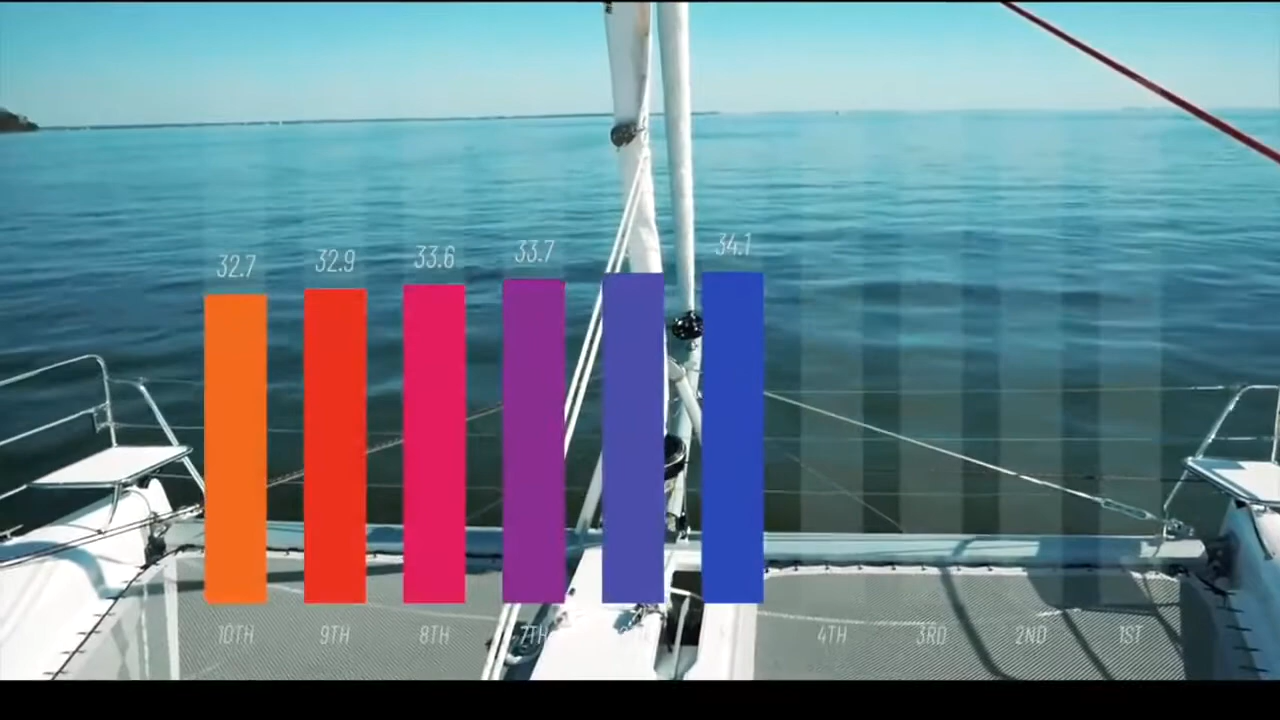 32.7
32.9
33.6
33.7
34.1
10TH
9TH
8TH
7TH
4TH
3RD
2ND
1ST